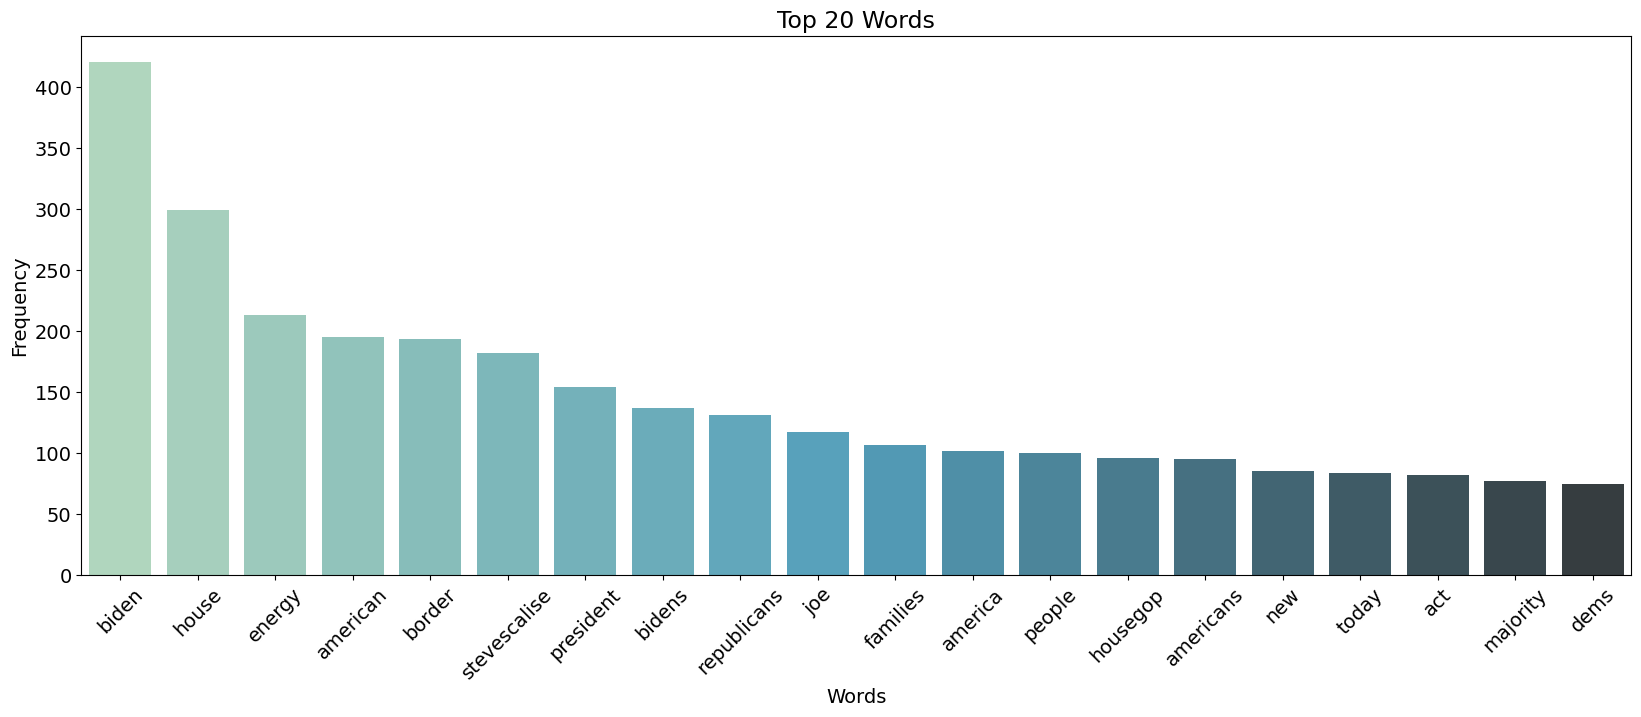 Top 20 Words
Frequency
400
350
300
250
200
150
100
50
0
biden
house
energy
american
border
stevescalise
president
bidens
republicans
joe
families
america
people
housegop
americans
new
today
act
majority
dems
Words